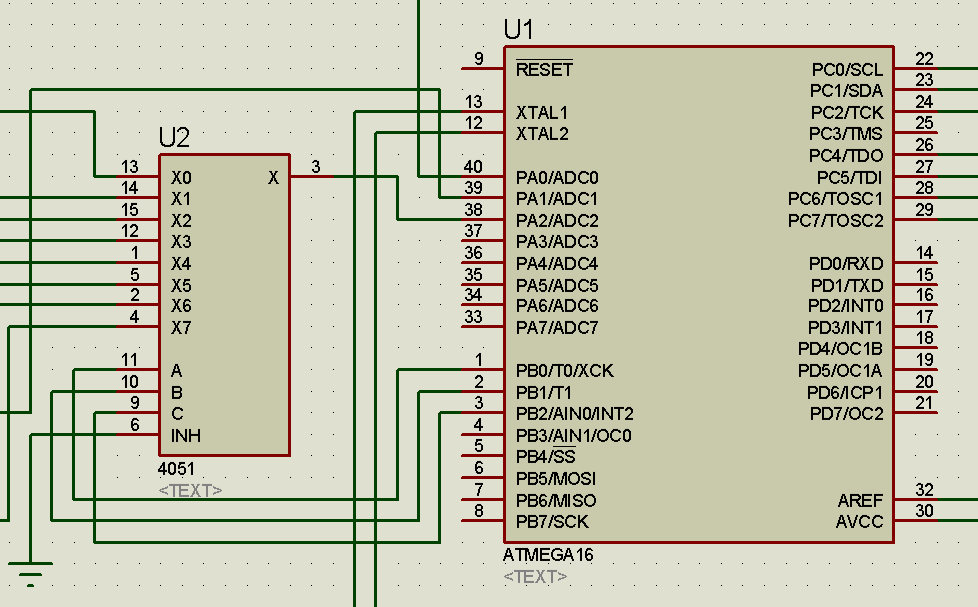 U1
9 RESET PC0/SCL 22
PC1/SDA 23
13 XTAL1 PC2/TCK 24
12 XTAL2 PC3/TMS 25
PC4/TDO 26
40 PA0/ADC0 PC5/TDI 27
39 PA1/ADC1 PC6/TOSC1 28
38 PA2/ADC2 PC7/TOSC2 29
37 PA3/ADC3
36 PA4/ADC4 PD0/RXD 14
35 PA5/ADC5 PD1/TXD 15
34 PA6/ADC6 PD2/INT0 16
33 PA7/ADC7 PD3/INT1 17
PD4/OC1B 18
1 PB0/T0/XCK PD5/OC1A 19
2 PB1/T1 PD6/ICP1 20
3 PB2/AIN0/INT2 PD7/OC2 21
4 PB3/AIN1/OC0
5 PB4/SS
6 PB5/MOSI
7 PB6/MISO AREF 32
8 PB7/SCK AVCC 30
ATMEGA16
<TEXT>
U2
13 X0 X 3
14 X1
15 X2
12 X3
1 X4
5 X5
2 X6
4 X7
11 A
10 B
9 C
6 INH
4051
<TEXT>